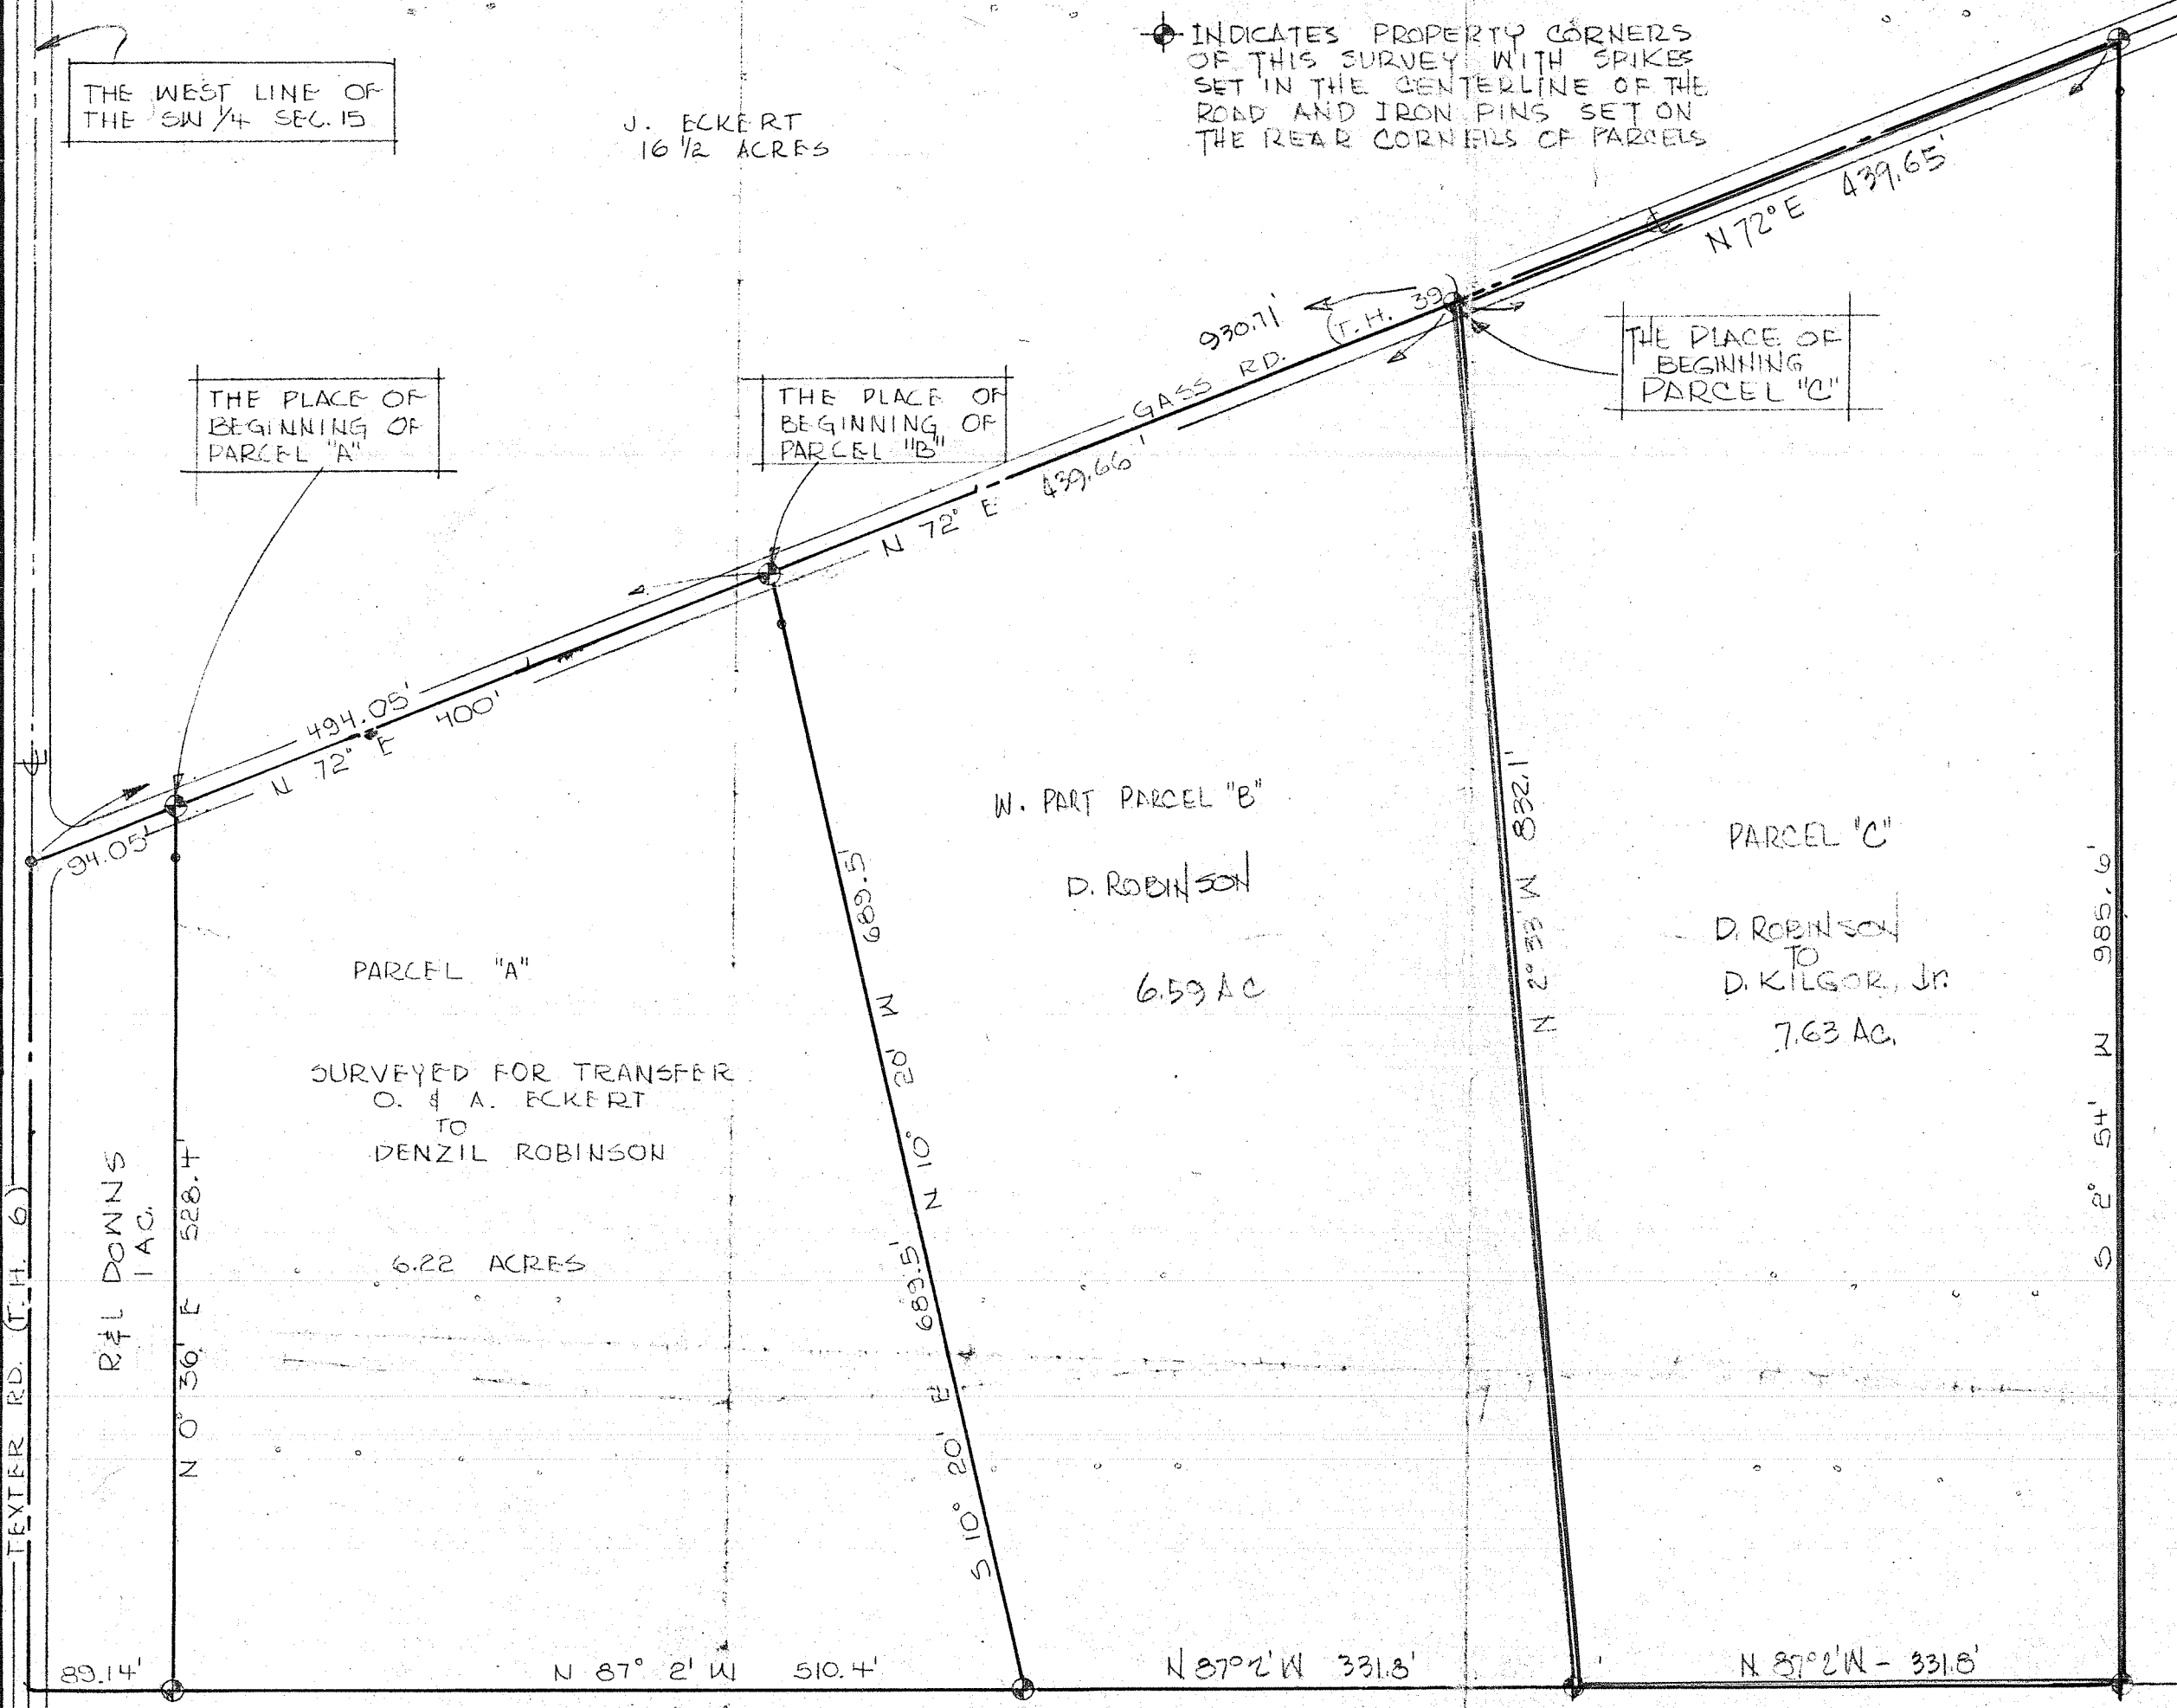 THE WEST LINE OF
THE SW 1/4 SEC. 15
J. ECKERT
16 1/2 ACRES
INDICATES PROPERTY CORNERS
OF THIS SURVEY WITH SPIKES
SET IN THE CENTERLINE OF THE
ROAD AND IRON PINS SET ON
THE REAR CORNERS OF PARCELS
N 72° E 439.65'
THE PLACE OF
BEGINNING
PARCEL "C"
930.71'
GASS RD. (T.H. 39)
THE PLACE OF
BEGINNING OF
PARCEL "A"
THE PLACE OF
BEGINNING OF
PARCEL "B"
N 72° E 439.66'
494.05'
N 72° E 400'
94.05'
W. PART PARCEL "B"
D. ROBINSON
6.59 AC
PARCEL "C"
D. ROBINSON
TO
D. KILGOR, Jr.
7.63 AC.
PARCEL "A"
SURVEYED FOR TRANSFER
O. & A. ECKERT
TO
DENZIL ROBINSON
6.22 ACRES
TEXTER RD. (T.H. 6)
R.&L DOWNS
1 AC.
N 0° 36' E 528.4'
N 10° 20' W 689.5'
S 10° 20' E 689.5'
N 2° 33' W 832.1'
S 2° 54' W 985.6'
89.14'
N 87° 2' W 510.4'
N 87° 2' W 331.8'
N 87° 2' W - 331.8'